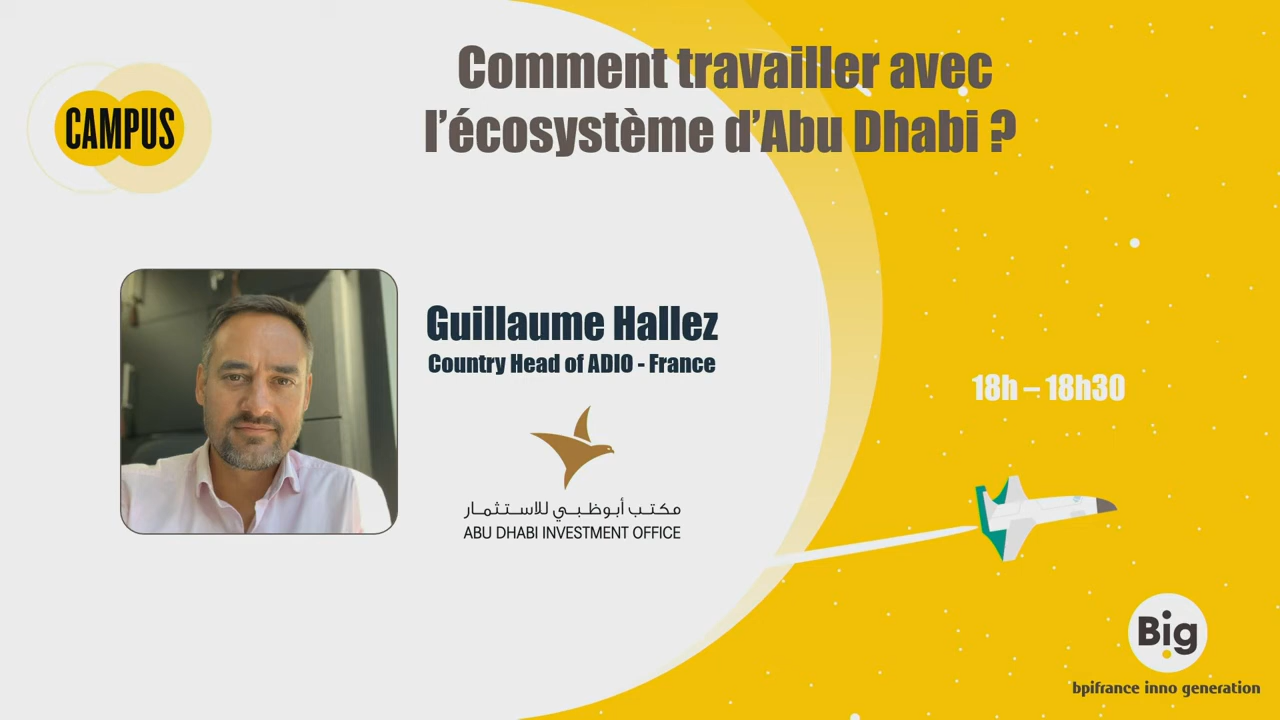 Comment travailler avec
l'écosystème d'Abu Dhabi ?
CAMPUS
Guillaume Hallez
Country Head of ADIO - France
18h – 18h30
مكتب أبوظبي للاستثمار
ABU DHABI INVESTMENT OFFICE
Big
bpifrance inno generation